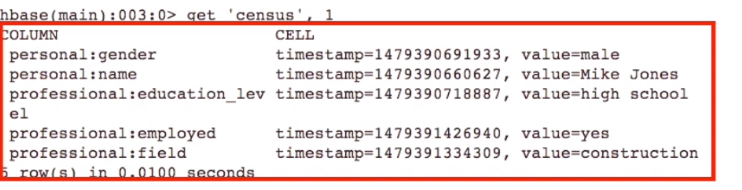 hbase(main):003:0> get 'census', 1
COLUMN CELL
personal:gender timestamp=1479390691933, value=male
personal:name timestamp=1479390660627, value=Mike Jones
professional:education_lev timestamp=1479390718887, value=high school
el
professional:employed timestamp=1479391426940, value=yes
professional:field timestamp=1479391334309, value=construction
5 row(s) in 0.0100 seconds